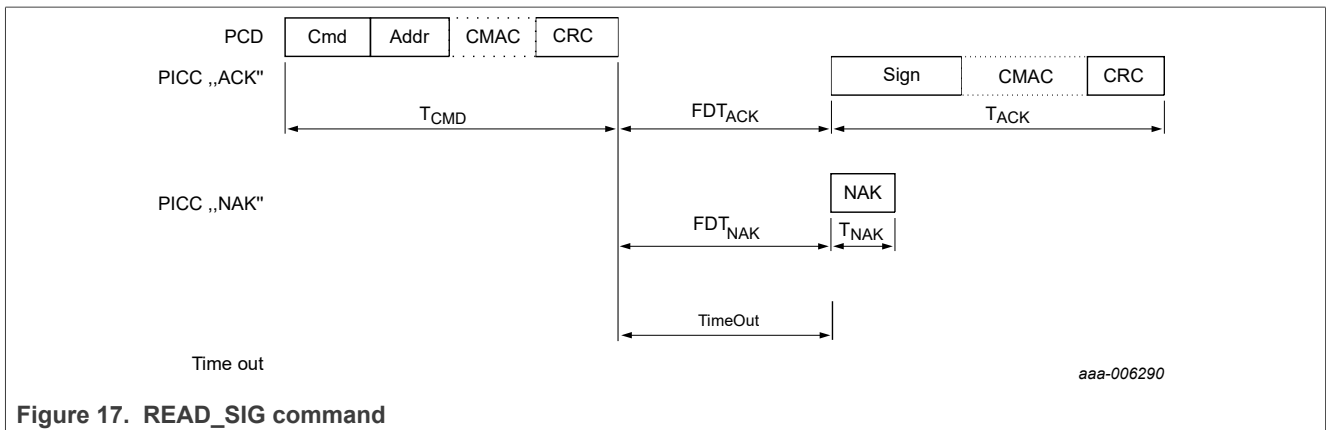 PCD Cmd Addr CMAC CRC
PICC ,,ACK" Sign CMAC CRC
TCMD FDTACK TACK
PICC ,,NAK" NAK
FDTNAK TNAK
TimeOut
Time out aaa-006290
Figure 17. READ_SIG command